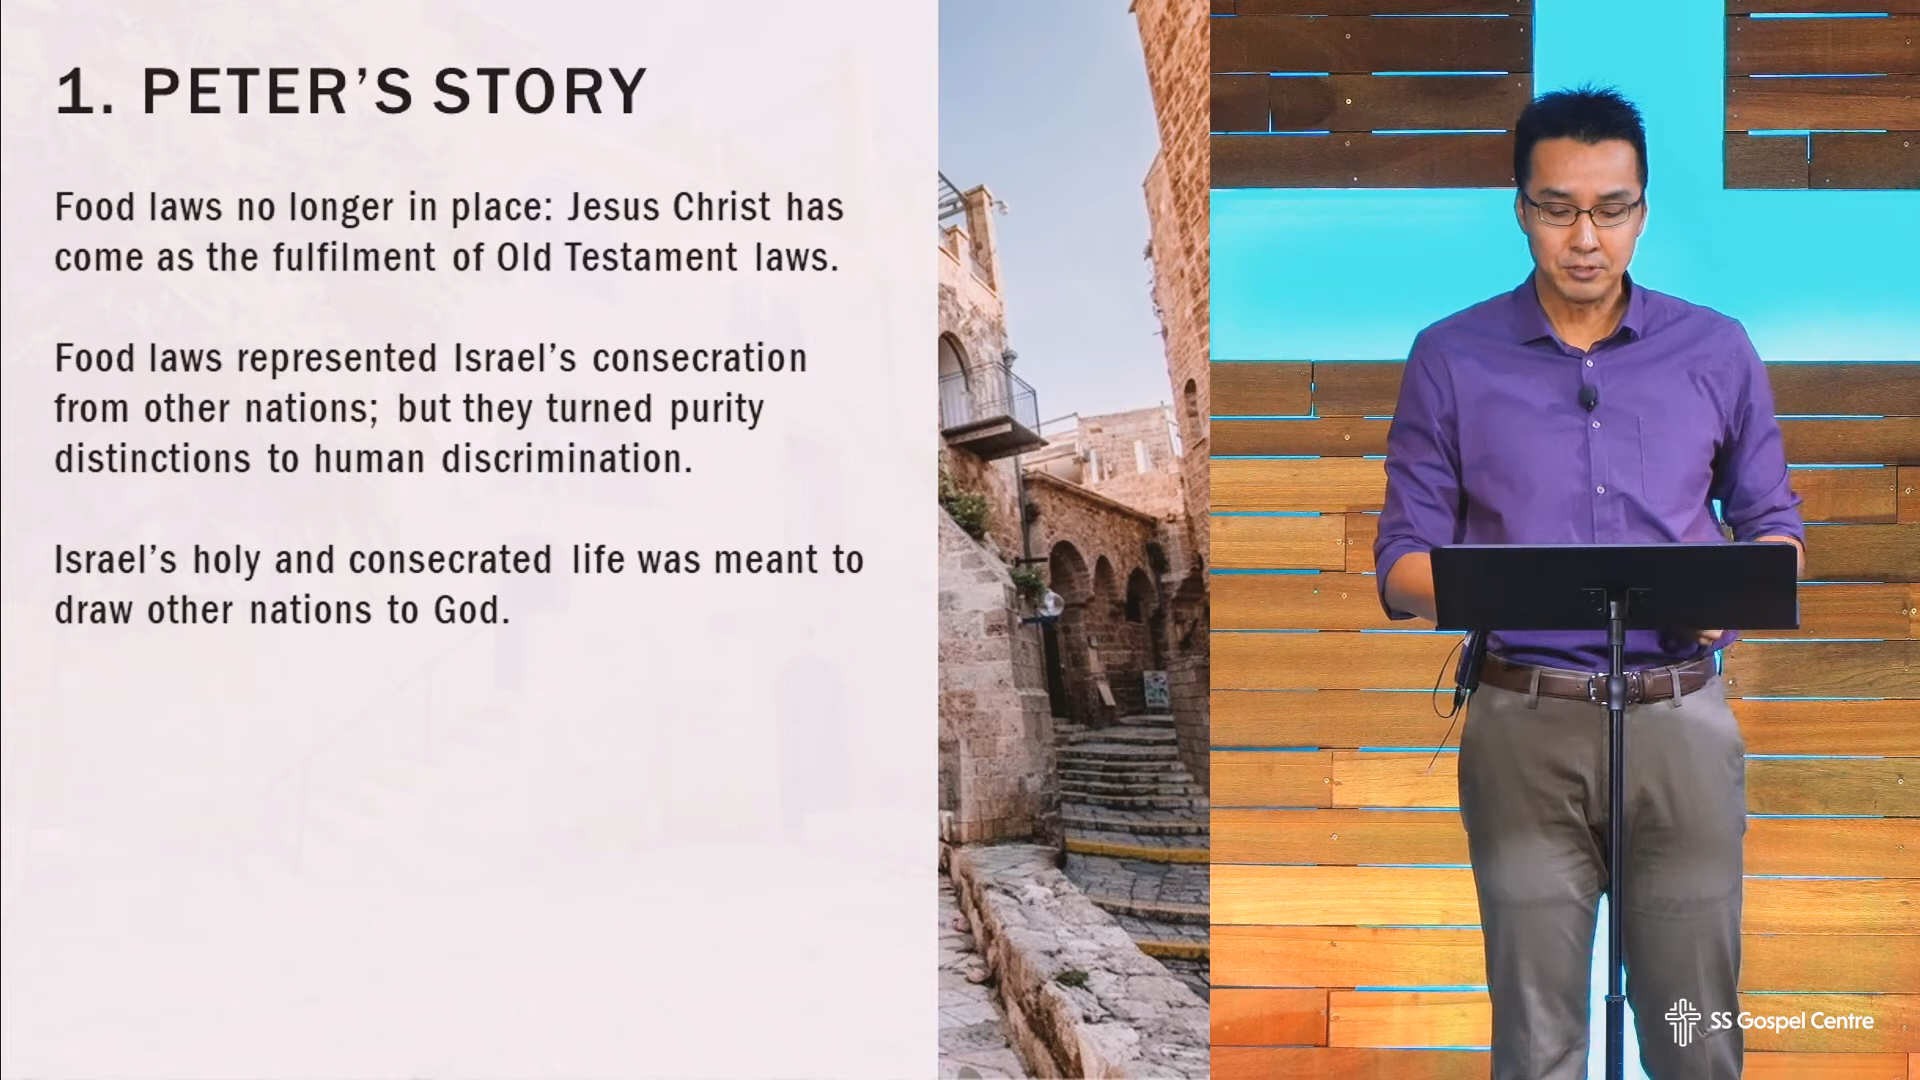 1. PETER’S STORY
Food laws no longer in place: Jesus Christ has
come as the fulfilment of Old Testament laws.
Food laws represented Israel’s consecration
from other nations; but they turned purity
distinctions to human discrimination.
Israel’s holy and consecrated life was meant to
draw other nations to God.
SS Gospel Centre